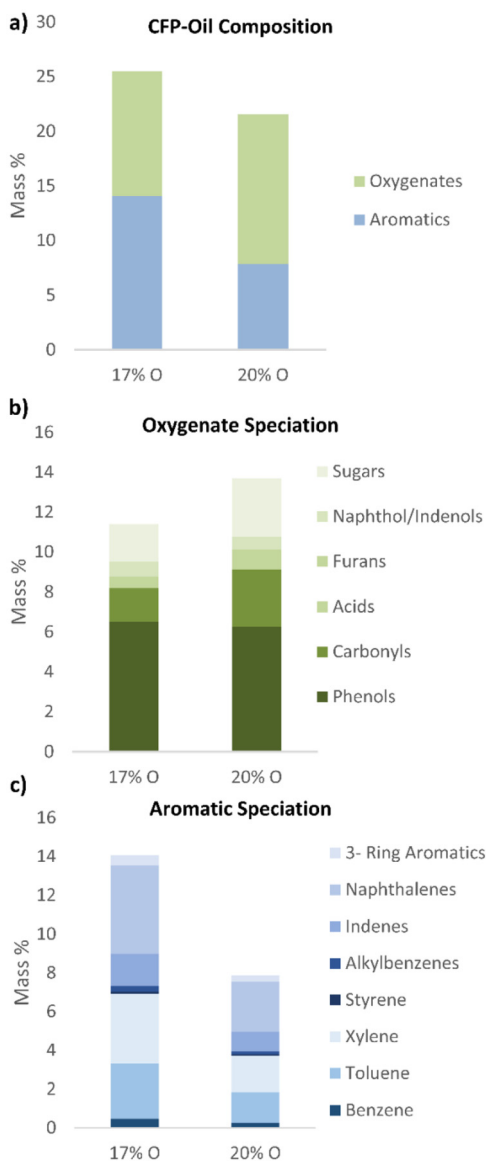 a)
CFP-Oil Composition
30
25
20
15
10
5
0
Mass %
17% O
20% O
Oxygenates
Aromatics
b)
Oxygenate Speciation
16
14
12
10
8
6
4
2
0
Mass %
17% O
20% O
Sugars
Naphthol/Indenols
Furans
Acids
Carbonyls
Phenols
c)
Aromatic Speciation
16
14
12
10
8
6
4
2
0
Mass %
17% O
20% O
3- Ring Aromatics
Naphthalenes
Indenes
Alkylbenzenes
Styrene
Xylene
Toluene
Benzene